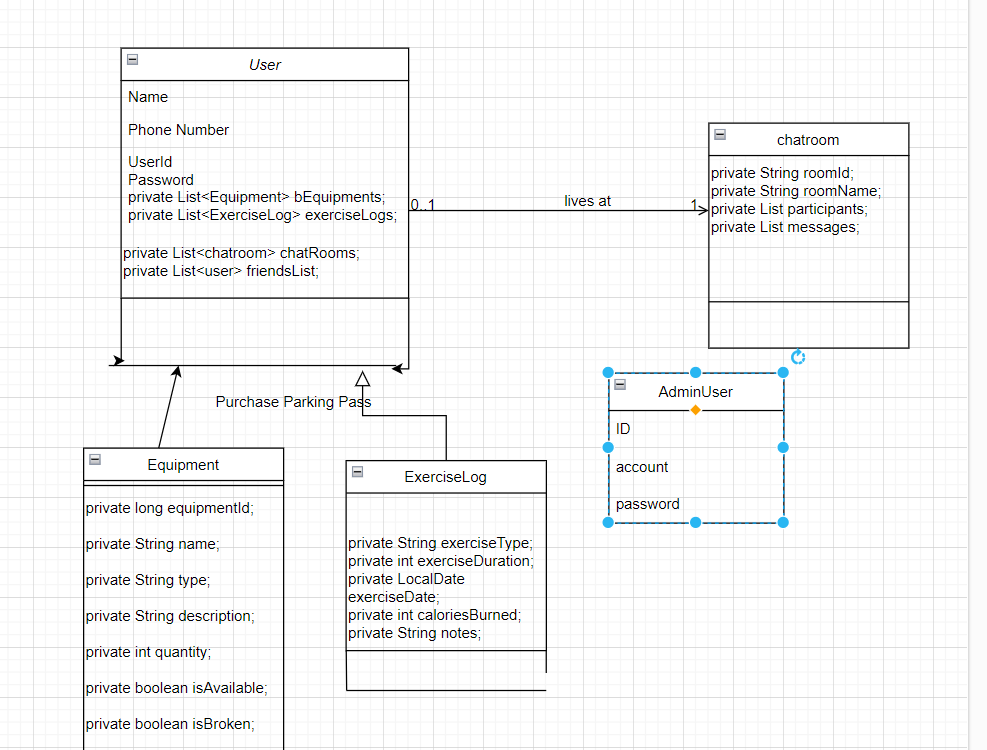 User
Name
Phone Number
UserId
Password
private List<Equipment> bEquipments;
private List<ExerciseLog> exerciseLogs;
private List<chatroom> chatRooms;
private List<user> friendsList;
0..1
lives at
1
chatroom
private String roomId;
private String roomName;
private List participants;
private List messages;
Purchase Parking Pass
AdminUser
ID
account
password
Equipment
private long equipmentId;
private String name;
private String type;
private String description;
private int quantity;
private boolean isAvailable;
private boolean isBroken;
ExerciseLog
private String exerciseType;
private int exerciseDuration;
private LocalDate
exerciseDate;
private int caloriesBurned;
private String notes;